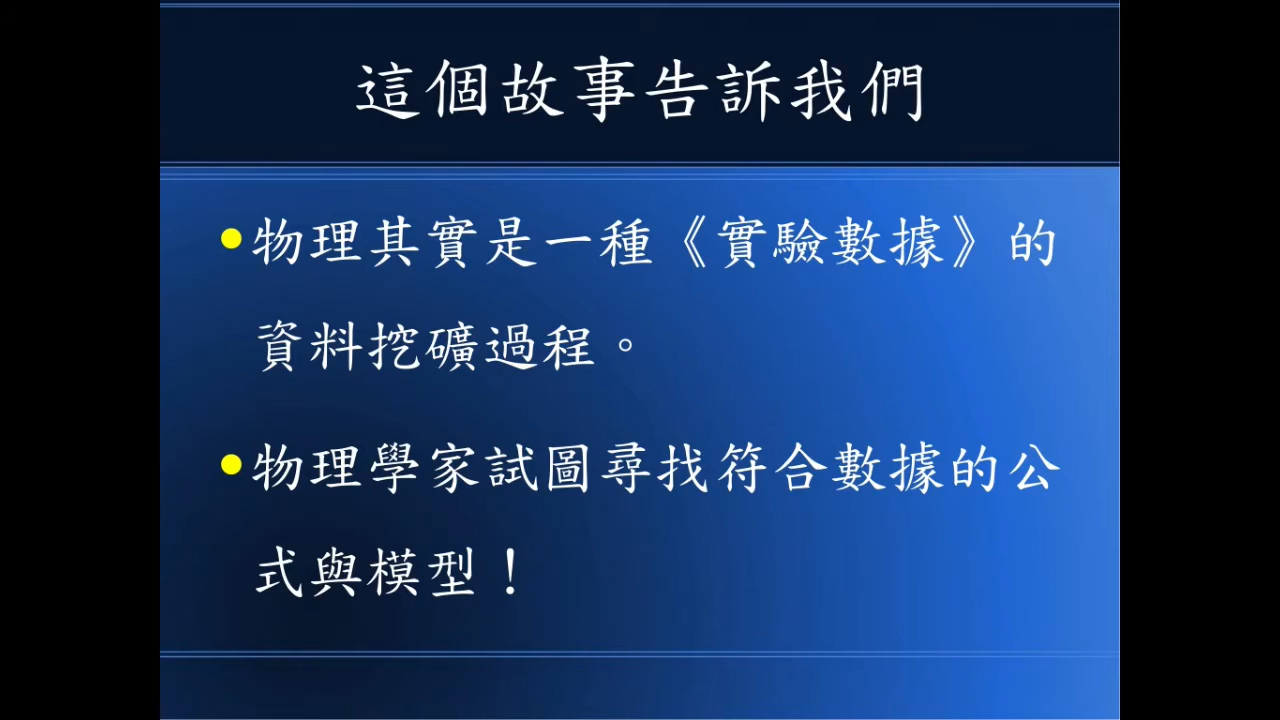 這個故事告訴我們
•物理其實是一種《實驗數據》的
資料挖礦過程。
•物理學家試圖尋找符合數據的公
式與模型！